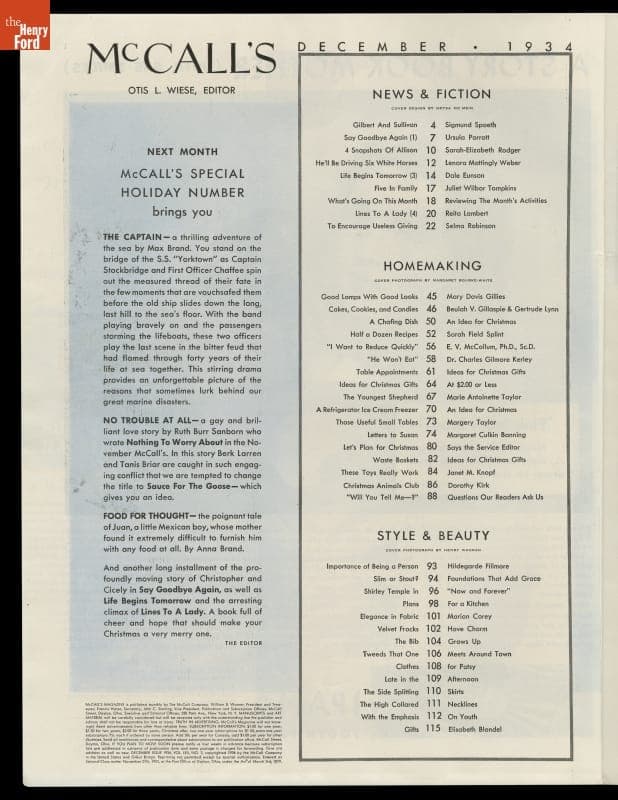 the
Henry
Ford
McCALL'S
OTIS L. WIESE, EDITOR
DECEMBER • 1934
NEXT MONTH
McCALL'S SPECIAL
HOLIDAY NUMBER
brings you
THE CAPTAIN—a thrilling adventure of
the sea by Max Brand. You stand on the
bridge of the S.S. "Yorktown" as Captain
Stockbridge and First Officer Chaffee spin
out the measured thread of their fate in
the few moments that are vouchsafed them
before the old ship slides down the long,
last hill to the sea's floor. With the band
playing bravely on and the passengers
storming the lifeboats, these two officers
play the last scene in the bitter feud that
had flamed through forty years of their
life at sea together. This stirring drama
provides an unforgettable picture of the
reasons that sometimes lurk behind our
great marine disasters.
NO TROUBLE AT ALL—a gay and bril-
liant love story by Ruth Burr Sanborn who
wrote Nothing To Worry About in the No-
vember McCall's. In this story Berk Lorren
and Tanis Briar are caught in such engag-
ing conflict that we are tempted to change
the title to Sauce For The Goose—which
gives you an idea.
FOOD FOR THOUGHT—the poignant tale
of Juan, a little Mexican boy, whose mother
found it extremely difficult to furnish him
with any food at all. By Anna Brand.
And another long installment of the pro-
foundly moving story of Christopher and
Cicely in Say Goodbye Again, as well as
Life Begins Tomorrow and the arresting
climax of Lines To A Lady. A book full of
cheer and hope that should make your
Christmas a very merry one.
THE EDITOR
NEWS & FICTION
COVER DESIGN BY NEYSA MC MEIN
Gilbert And Sullivan 4 Sigmund Spaeth
Say Goodbye Again (1) 7 Ursula Parrott
4 Snapshots Of Allison 10 Sarah-Elizabeth Rodger
He'll Be Driving Six White Horses 12 Lenora Mattingly Weber
Life Begins Tomorrow (3) 14 Dale Eunson
Five In Family 17 Juliet Wilbor Tompkins
What's Going On This Month 18 Reviewing The Month's Activities
Lines To A Lady (4) 20 Reita Lambert
To Encourage Useless Giving 22 Selma Robinson
HOMEMAKING
COVER PHOTOGRAPH BY MARGARET BOURKE-WHITE
Good Lamps With Good Looks 45 Mary Davis Gillies
Cakes, Cookies, and Candies 46 Beulah V. Gillaspie & Gertrude Lynn
A Chafing Dish 50 An Idea for Christmas
Half a Dozen Recipes 52 Sarah Field Splint
"I Want to Reduce Quickly" 56 E. V. McCollum, Ph.D., Sc.D.
"He Won't Eat" 58 Dr. Charles Gilmore Kerley
Table Appointments 61 Ideas for Christmas Gifts
Ideas for Christmas Gifts 64 At $2.00 or Less
The Youngest Shepherd 67 Marie Antoinette Taylor
A Refrigerator Ice Cream Freezer 70 An Idea for Christmas
Those Useful Small Tables 73 Margery Taylor
Letters to Susan 74 Margaret Culkin Banning
Let's Plan for Christmas 80 Says the Service Editor
Waste Baskets 82 Ideas for Christmas Gifts
These Toys Really Work 84 Janet M. Knopf
Christmas Animals Club 86 Dorothy Kirk
"Will You Tell Me—?" 88 Questions Our Readers Ask Us
STYLE & BEAUTY
COVER PHOTOGRAPH BY HENRY WAXMAN
Importance of Being a Person 93 Hildegarde Fillmore
Slim or Stout? 94 Foundations That Add Grace
Shirley Temple in 96 "Now and Forever"
Plans 98 For a Kitchen
Elegance in Fabric 101 Marian Corey
Velvet Frocks 102 Have Charm
The Bib 104 Grows Up
Tweeds That One 106 Meets Around Town
Clothes 108 for Patsy
Late in the 109 Afternoon
The Side Splitting 110 Skirts
The High Collared 111 Necklines
With the Emphasis 112 On Youth
Gifts 115 Elisabeth Blondel